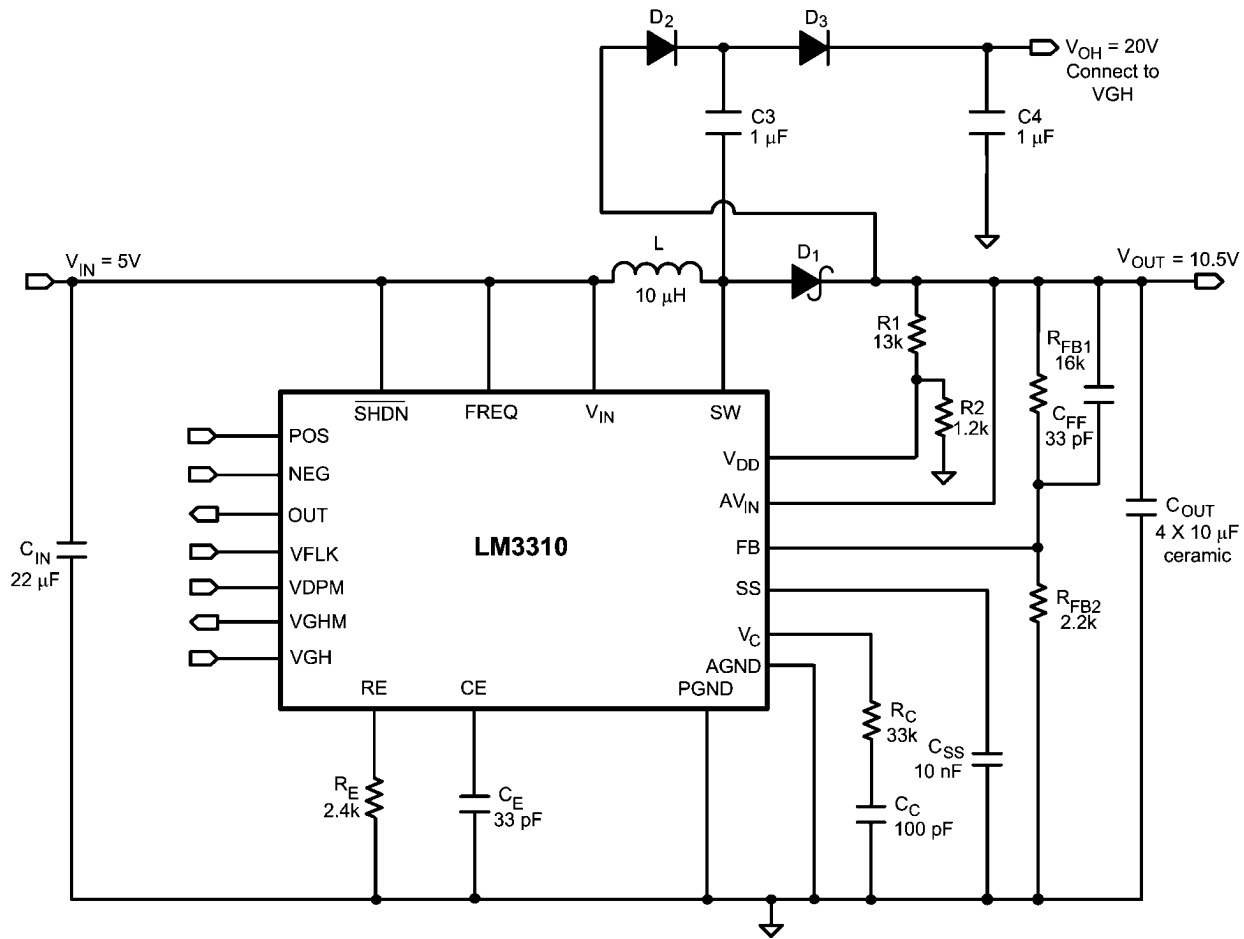 D2
D3
VOH = 20V
Connect to
VGH
C3
1 µF
C4
1 µF
VIN = 5V
L
10 µH
D1
VOUT = 10.5V
R1
13k
RFB1
16k
R2
1.2k
CFF
33 pF
SHDN
FREQ
VIN
SW
POS
NEG
OUT
VFLK
VDPM
VGHM
VGH
LM3310
VDD
AVIN
FB
SS
VC
AGND
PGND
RE
CE
CIN
22 µF
COUT
4 X 10 µF
ceramic
RFB2
2.2k
RC
33k
CSS
10 nF
RE
2.4k
CE
33 pF
CC
100 pF